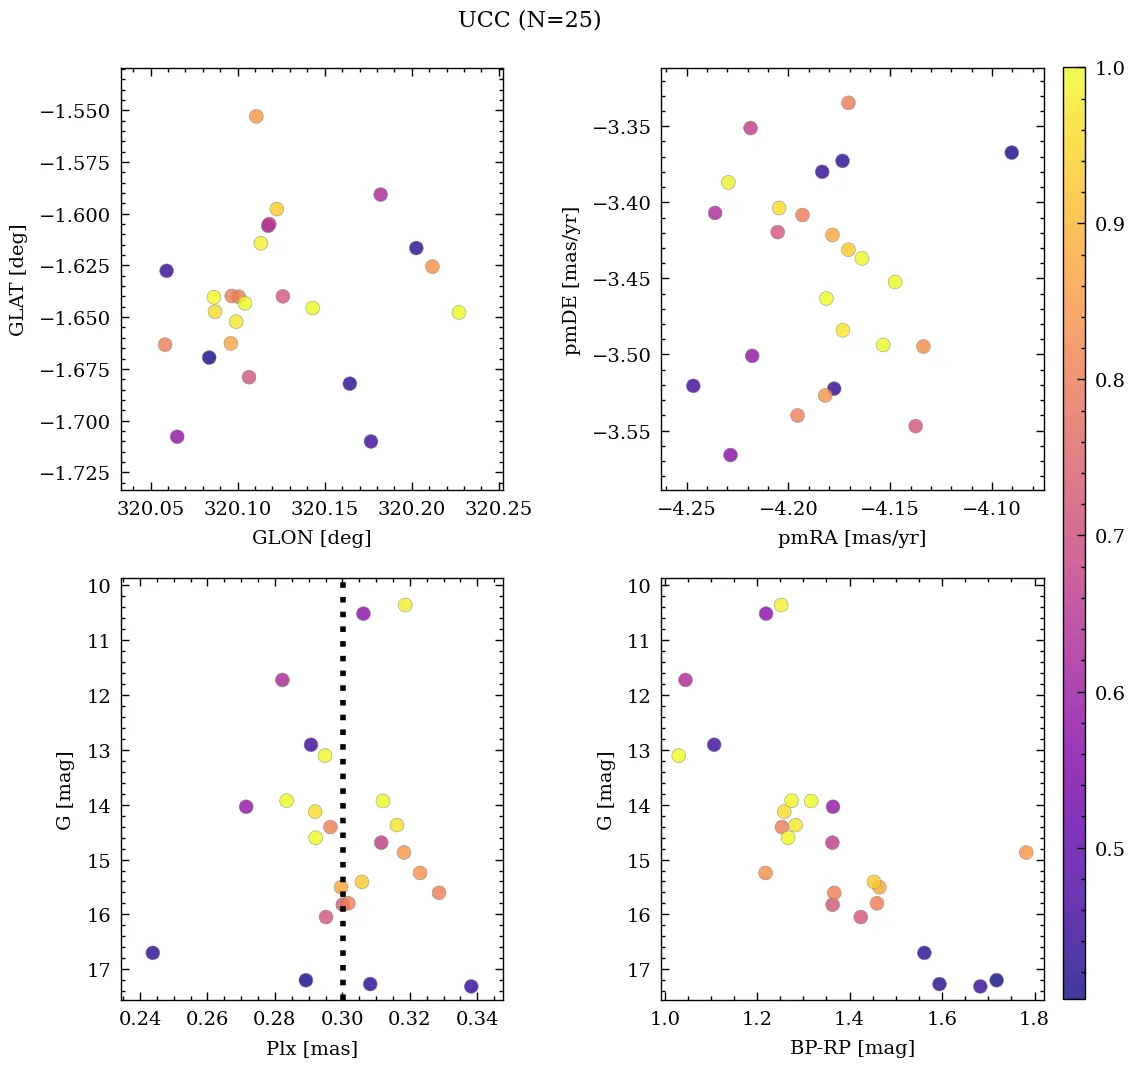 UCC (N=25)
−1.550
−1.575
−1.600
−1.625
−1.650
−1.675
−1.700
−1.725
GLAT [deg]
320.05 320.10 320.15 320.20 320.25
GLON [deg]
−3.35
−3.40
−3.45
−3.50
−3.55
pmDE [mas/yr]
−4.25 −4.20 −4.15 −4.10
pmRA [mas/yr]
10
11
12
13
14
15
16
17
G [mag]
0.24 0.26 0.28 0.30 0.32 0.34
Plx [mas]
10
11
12
13
14
15
16
17
G [mag]
1.0 1.2 1.4 1.6 1.8
BP-RP [mag]
1.0
0.9
0.8
0.7
0.6
0.5